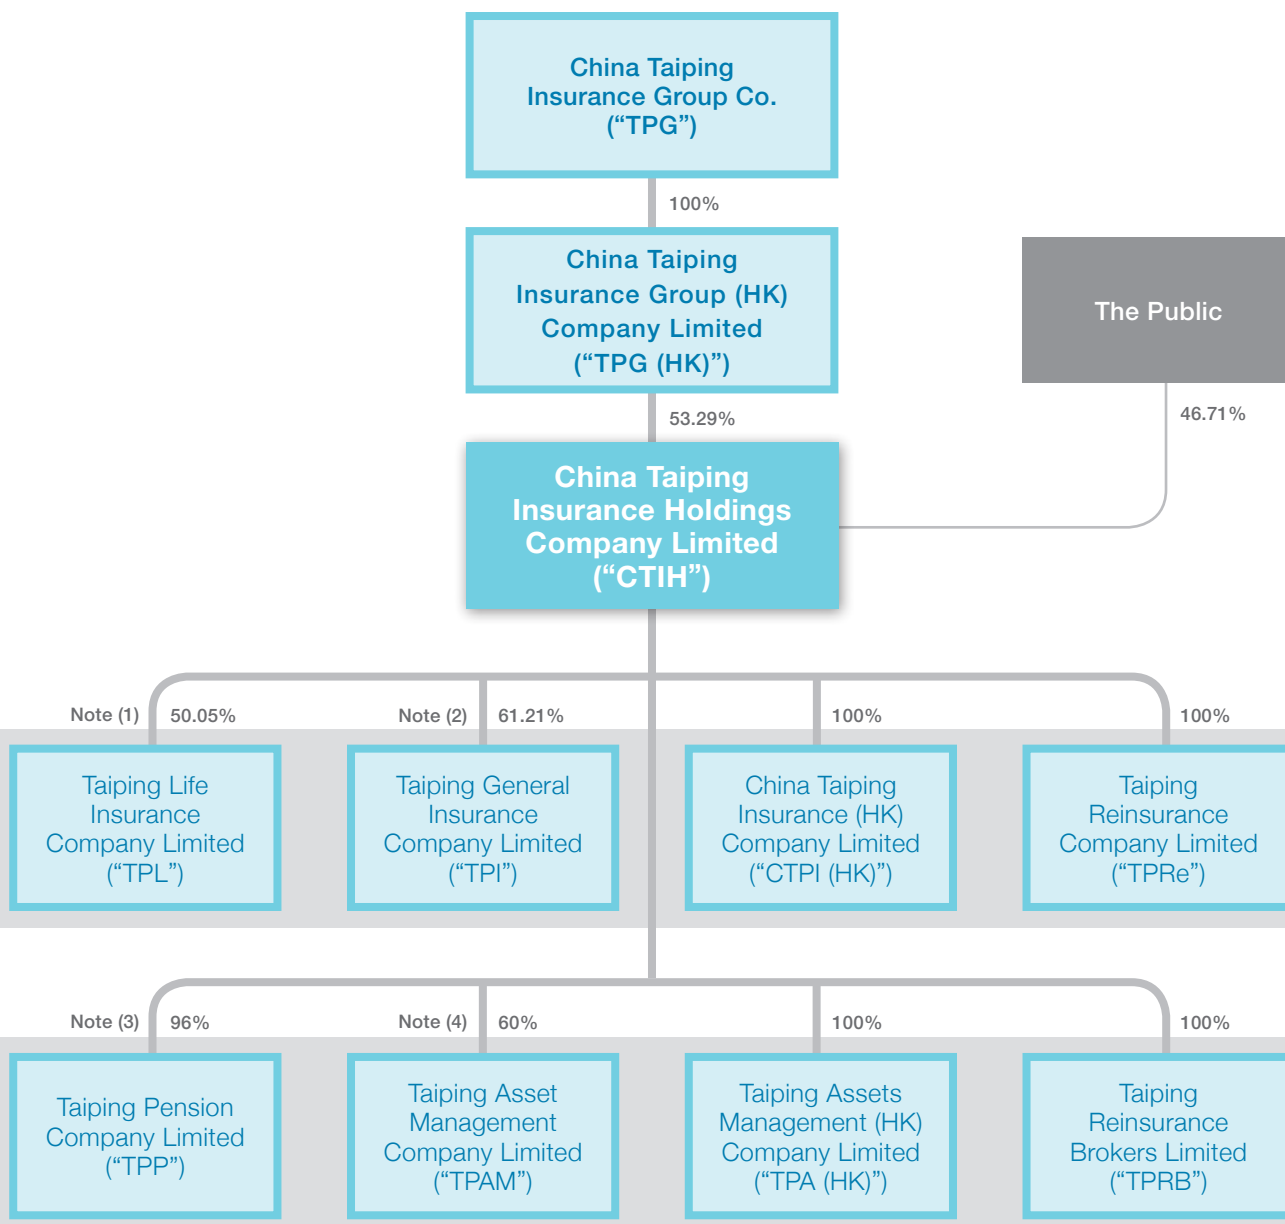 China Taiping
Insurance Group Co.
(“TPG”)
100%
China Taiping
Insurance Group (HK)
Company Limited
(“TPG (HK)”)
The Public
53.29%
46.71%
China Taiping
Insurance Holdings
Company Limited
(“CTIH”)
Note (1)
50.05%
Note (2)
61.21%
100%
100%
Taiping Life
Insurance
Company Limited
(“TPL”)
Taiping General
Insurance
Company Limited
(“TPI”)
China Taiping
Insurance (HK)
Company Limited
(“CTPI (HK)”)
Taiping
Reinsurance
Company Limited
(“TPRe”)
Note (3)
96%
Note (4)
60%
100%
100%
Taiping Pension
Company Limited
(“TPP”)
Taiping Asset
Management
Company Limited
(“TPAM”)
Taiping Assets
Management (HK)
Company Limited
(“TPA (HK)”)
Taiping
Reinsurance
Brokers Limited
(“TPRB”)